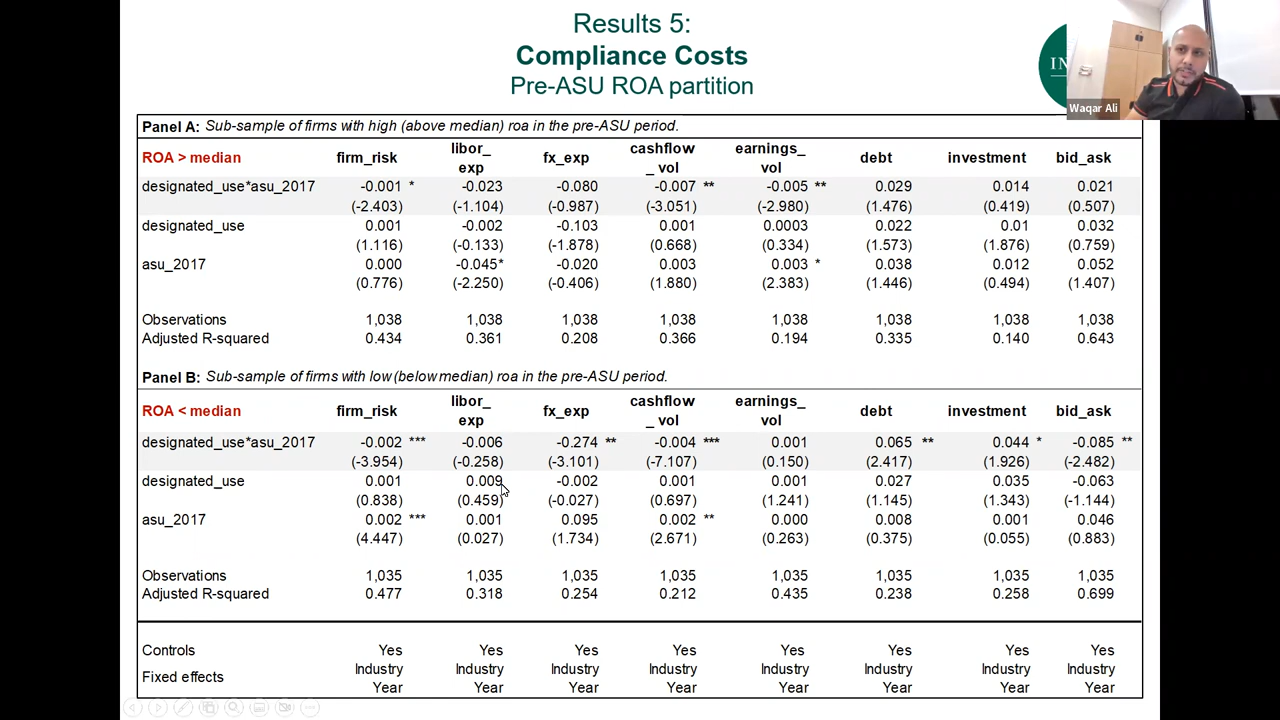 Results 5:
Compliance Costs
Pre-ASU ROA partition
IN
Waqar Ali
Panel A: Sub-sample of firms with high (above median) roa in the pre-ASU period.
ROA > median firm_risk libor_ exp fx_exp cashflow _ vol earnings_ vol debt investment bid_ask
designated_use*asu_2017 -0.001 * -0.023 -0.080 -0.007 ** -0.005 ** 0.029 0.014 0.021
(-2.403) (-1.104) (-0.987) (-3.051) (-2.980) (1.476) (0.419) (0.507)
designated_use 0.001 -0.002 -0.103 0.001 0.0003 0.022 0.01 0.032
(1.116) (-0.133) (-1.878) (0.668) (0.334) (1.573) (1.876) (0.759)
asu_2017 0.000 -0.045* -0.020 0.003 0.003 * 0.038 0.012 0.052
(0.776) (-2.250) (-0.406) (1.880) (2.383) (1.446) (0.494) (1.407)
Observations 1,038 1,038 1,038 1,038 1,038 1,038 1,038 1,038
Adjusted R-squared 0.434 0.361 0.208 0.366 0.194 0.335 0.140 0.643
Panel B: Sub-sample of firms with low (below median) roa in the pre-ASU period.
ROA < median firm_risk libor_ exp fx_exp cashflow _ vol earnings_ vol debt investment bid_ask
designated_use*asu_2017 -0.002 *** -0.006 -0.274 ** -0.004 *** 0.001 0.065 ** 0.044 * -0.085 **
(-3.954) (-0.258) (-3.101) (-7.107) (0.150) (2.417) (1.926) (-2.482)
designated_use 0.001 0.009 -0.002 0.001 0.001 0.027 0.035 -0.063
(0.838) (0.459) (-0.027) (0.697) (1.241) (1.145) (1.343) (-1.144)
asu_2017 0.002 *** 0.001 0.095 0.002 ** 0.000 0.008 0.001 0.046
(4.447) (0.027) (1.734) (2.671) (0.263) (0.375) (0.055) (0.883)
Observations 1,035 1,035 1,035 1,035 1,035 1,035 1,035 1,035
Adjusted R-squared 0.477 0.318 0.254 0.212 0.435 0.238 0.258 0.699
Controls Yes Yes Yes Yes Yes Yes Yes Yes
Fixed effects Industry Industry Industry Industry Industry Industry Industry Industry
Year Year Year Year Year Year Year Year